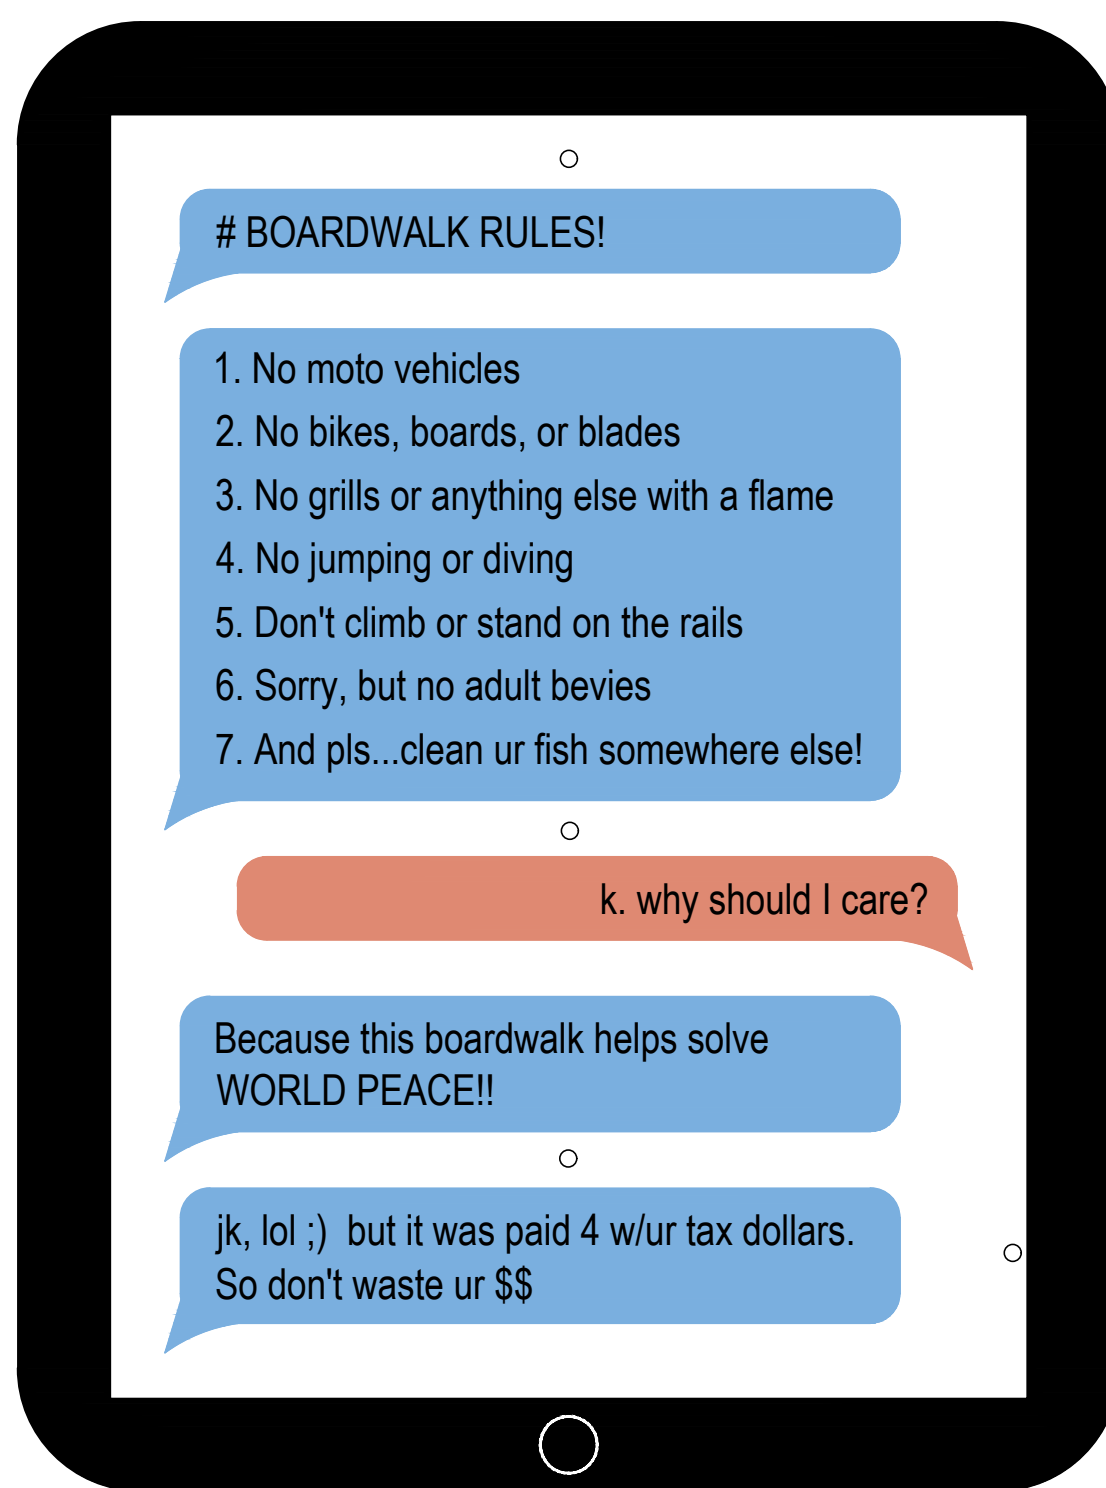 # BOARDWALK RULES!
1. No moto vehicles
2. No bikes, boards, or blades
3. No grills or anything else with a flame
4. No jumping or diving
5. Don't climb or stand on the rails
6. Sorry, but no adult bevies
7. And pls...clean ur fish somewhere else!
k. why should I care?
Because this boardwalk helps solve
WORLD PEACE!!
jk, lol ;)  but it was paid 4 w/ur tax dollars.
So don't waste ur $$